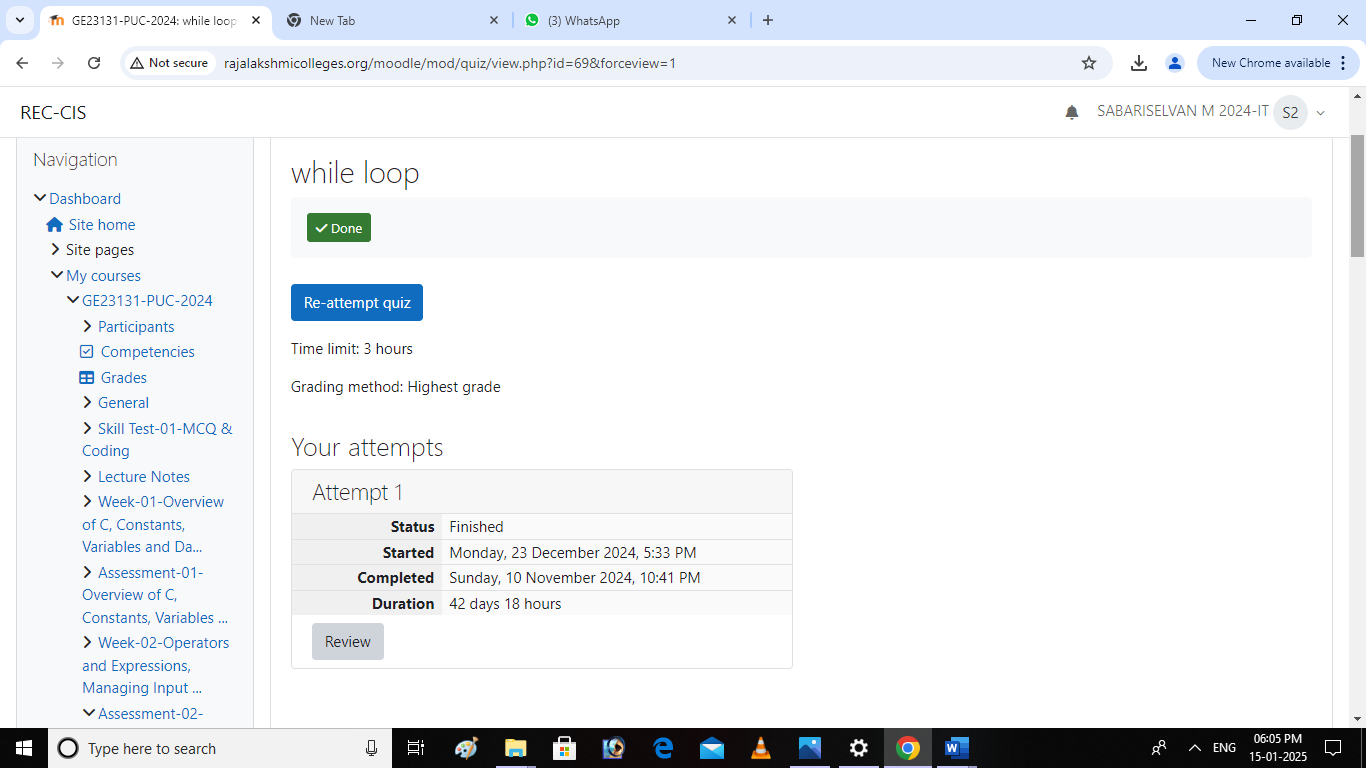 GE23131-PUC-2024: while loop
New Tab
(3) WhatsApp
Not secure
rajalakshmicolleges.org/moodle/mod/quiz/view.php?id=69&forceview=1
New Chrome available
REC-CIS
SABARISELVAN M 2024-IT
S2
Navigation
Dashboard
Site home
Site pages
My courses
GE23131-PUC-2024
Participants
Competencies
Grades
General
Skill Test-01-MCQ &
Coding
Lecture Notes
Week-01-Overview
of C, Constants,
Variables and Da...
Assessment-01-
Overview of C,
Constants, Variables ...
Week-02-Operators
and Expressions,
Managing Input ...
Assessment-02-
while loop
Done
Re-attempt quiz
Time limit: 3 hours
Grading method: Highest grade
Your attempts
Attempt 1
Status Finished
Started Monday, 23 December 2024, 5:33 PM
Completed Sunday, 10 November 2024, 10:41 PM
Duration 42 days 18 hours
Review
Type here to search
ENG
06:05 PM
15-01-2025